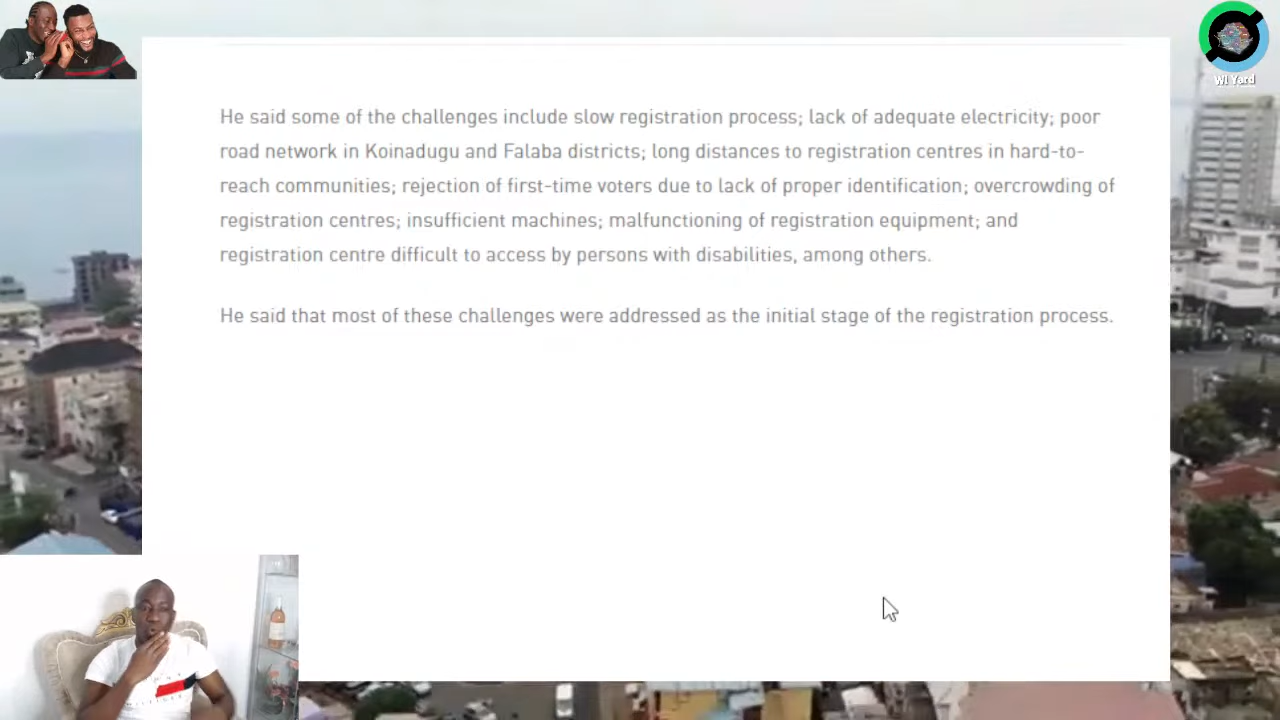 Wl Yard
He said some of the challenges include slow registration process; lack of adequate electricity; poor
road network in Koinadugu and Falaba districts; long distances to registration centres in hard-to-
reach communities; rejection of first-time voters due to lack of proper identification; overcrowding of
registration centres; insufficient machines; malfunctioning of registration equipment; and
registration centre difficult to access by persons with disabilities, among others.
He said that most of these challenges were addressed as the initial stage of the registration process.